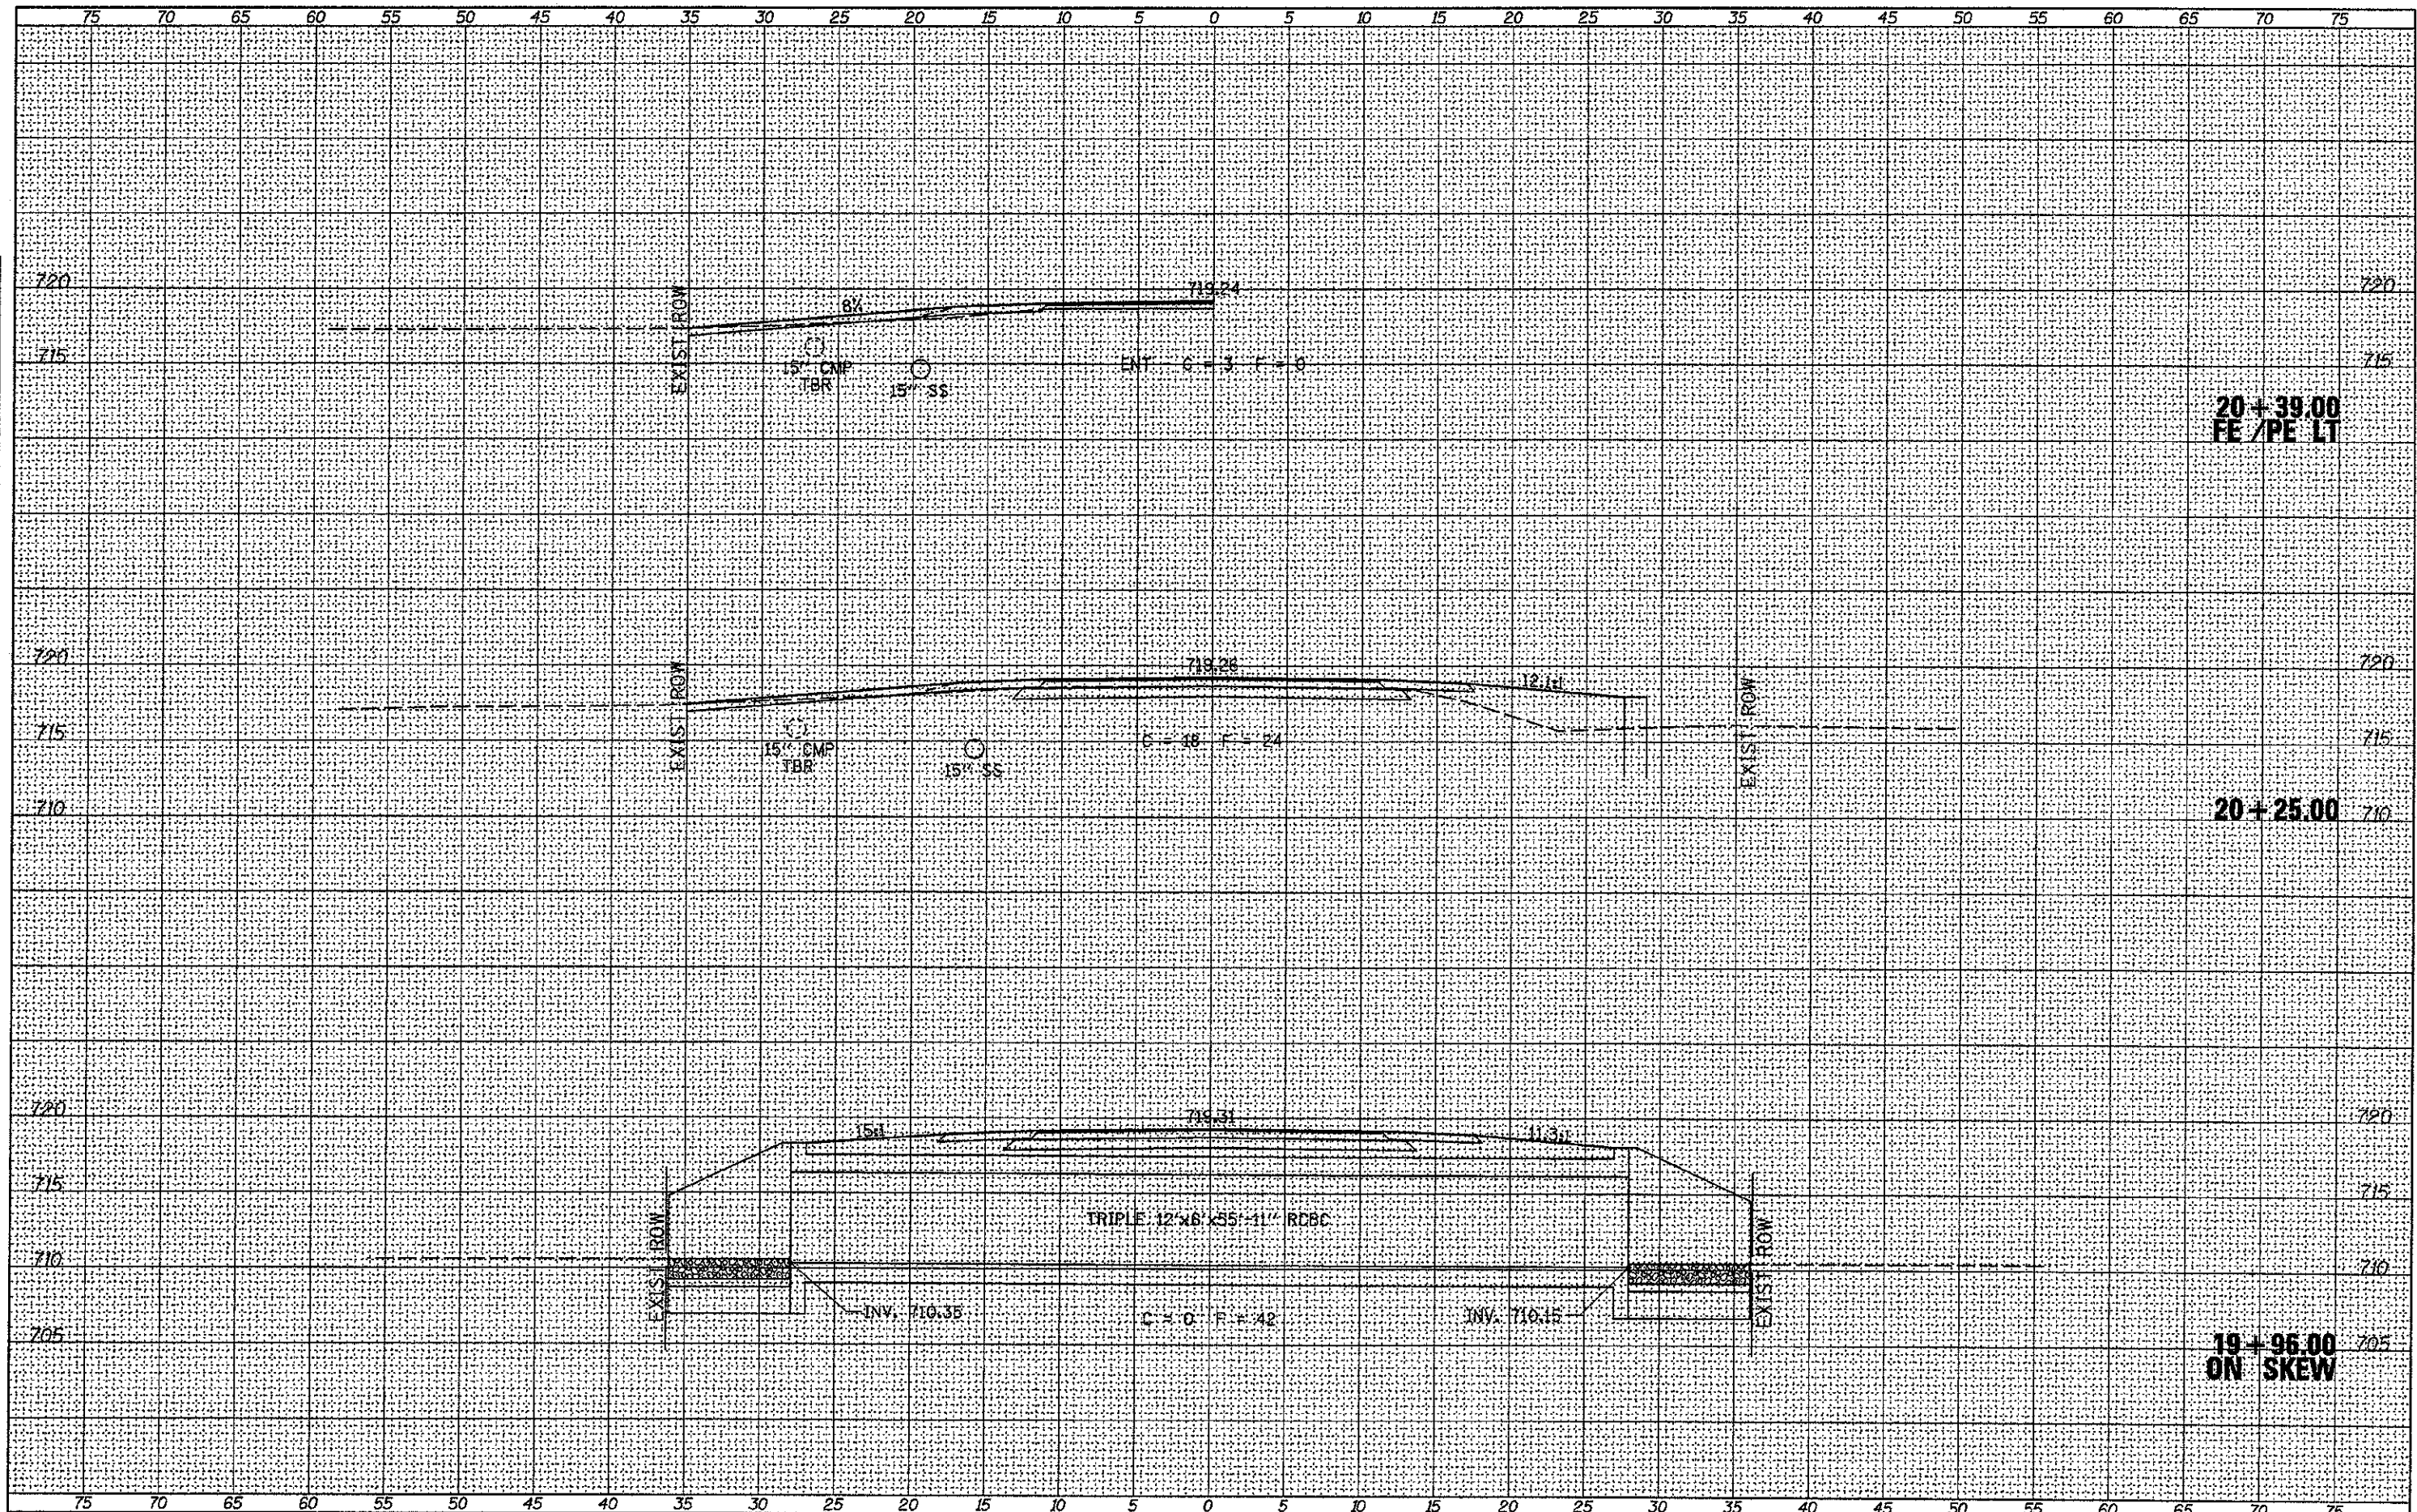 75 70 65 60 55 50 45 40 35 30 25 20 15 10 5 0 5 10 15 20 25 30 35 40 45 50 55 60 65 70 75
720 EXIST ROW 8% 719.24 720
715 15" CMP TBR 15" SS ENT C = 3 F = 0 715
20 + 39.00
FE / PE LT
720 EXIST ROW 719.26 12.1:1 EXIST ROW 720
715 15" CMP TBR 15" SS C = 18 F = 24 715
710 20 + 25.00 710
720 15:1 719.31 11.3:1 720
715 715
TRIPLE 12'x6'x55'-11" RCBC
EXIST ROW EXIST ROW
710 710
INV. 710.35 C = 0 F = 42 INV. 710.15
705 19 + 96.00 705
ON SKEW
75 70 65 60 55 50 45 40 35 30 25 20 15 10 5 0 5 10 15 20 25 30 35 40 45 50 55 60 65 70 75